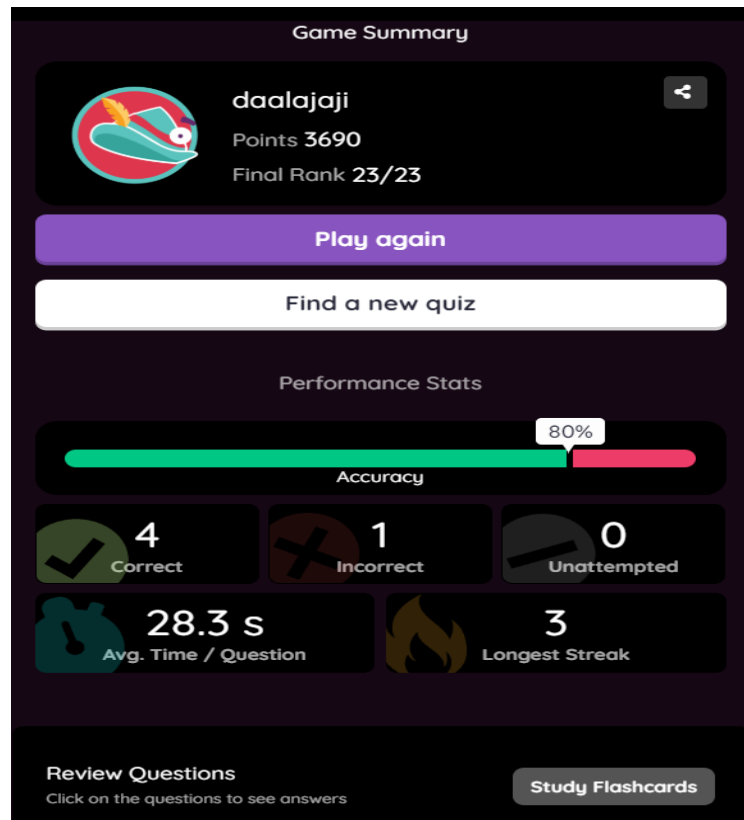 Game Summary
daalajaji
Points 3690
Final Rank 23/23
Play again
Find a new quiz
Performance Stats
80%
Accuracy
4
Correct
1
Incorrect
0
Unattempted
28.3 s
Avg. Time / Question
3
Longest Streak
Review Questions
Click on the questions to see answers
Study Flashcards